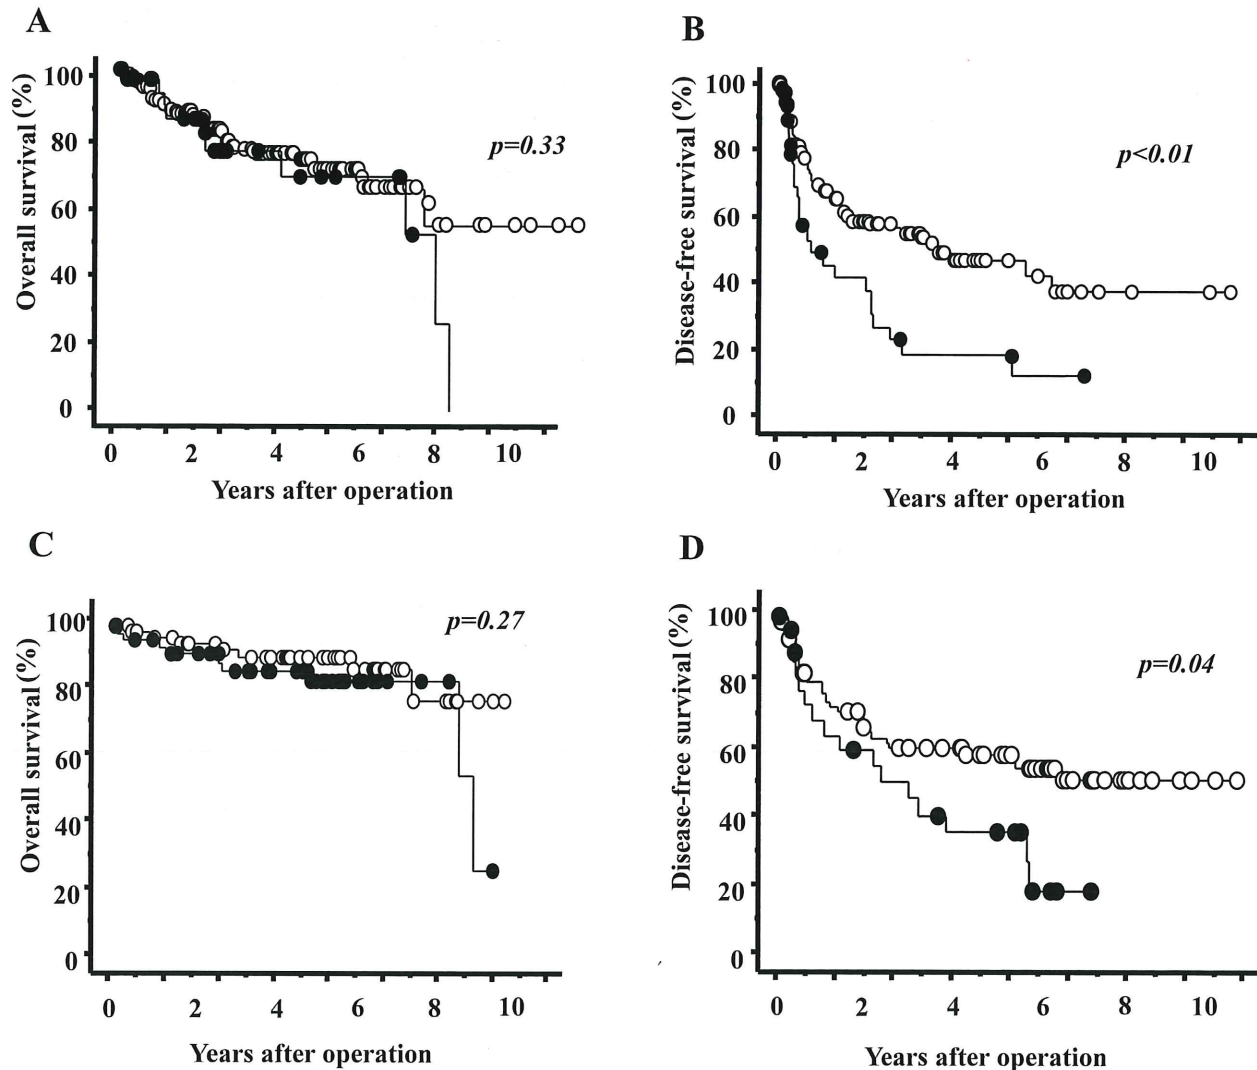 A
Overall survival (%)
100
80
60
40
20
0
p=0.33
0 2 4 6 8 10
Years after operation
B
Disease-free survival (%)
100
80
60
40
20
0
p<0.01
0 2 4 6 8 10
Years after operation
C
Overall survival (%)
100
80
60
40
20
0
p=0.27
0 2 4 6 8 10
Years after operation
D
Disease-free survival (%)
100
80
60
40
20
0
p=0.04
0 2 4 6 8 10
Years after operation